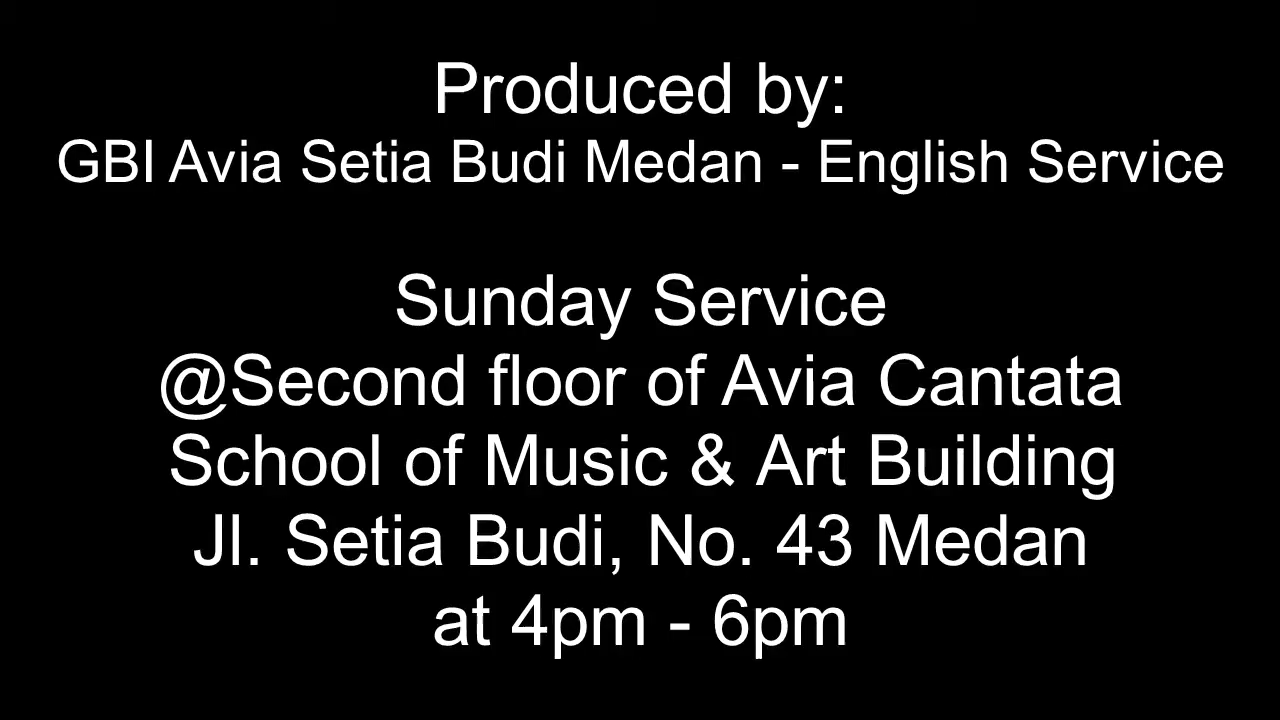 Produced by:
GBI Avia Setia Budi Medan - English Service
Sunday Service
@Second floor of Avia Cantata
School of Music & Art Building
Jl. Setia Budi, No. 43 Medan
at 4pm - 6pm